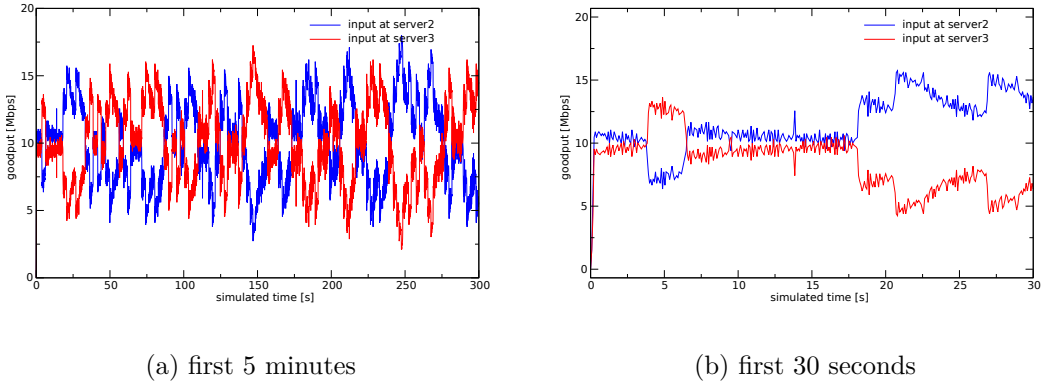 20
15
10
5
0
goodput [Mbps]
input at server2
input at server3
0 50 100 150 200 250 300
simulated time [s]
(a) first 5 minutes
20
15
10
5
0
goodput [Mbps]
input at server2
input at server3
0 5 10 15 20 25 30
simulated time [s]
(b) first 30 seconds